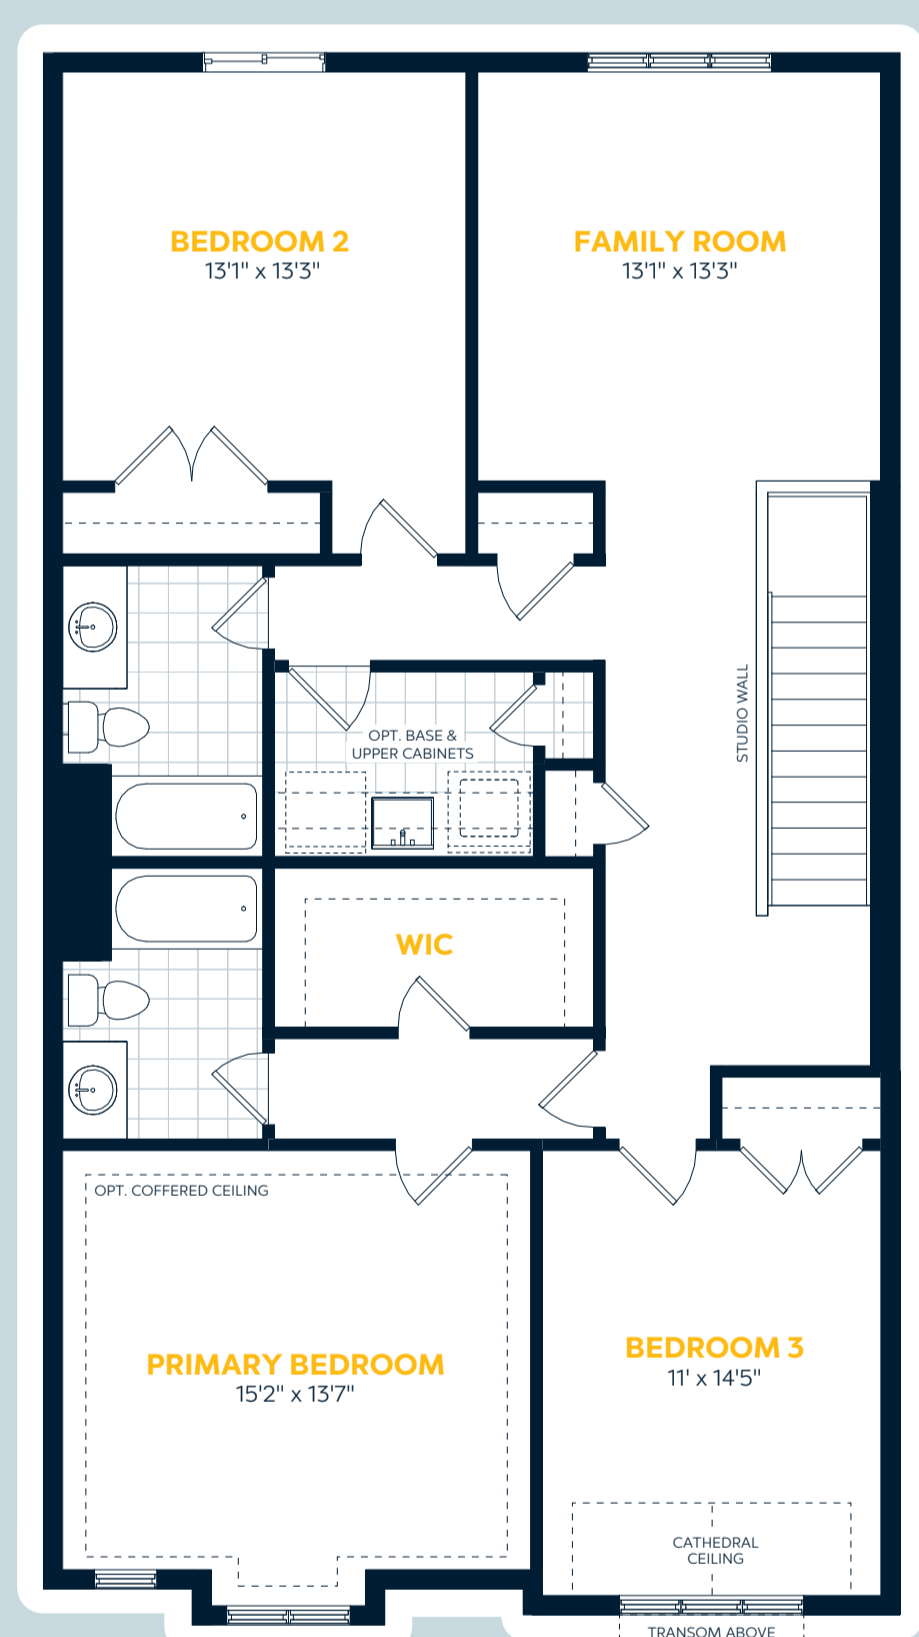 BEDROOM 2
13'1" x 13'3"
FAMILY ROOM
13'1" x 13'3"
STUDIO WALL
OPT. BASE &
UPPER CABINETS
WIC
OPT. COFFERED CEILING
PRIMARY BEDROOM
15'2" x 13'7"
BEDROOM 3
11' x 14'5"
CATHEDRAL
CEILING
TRANSOM ABOVE